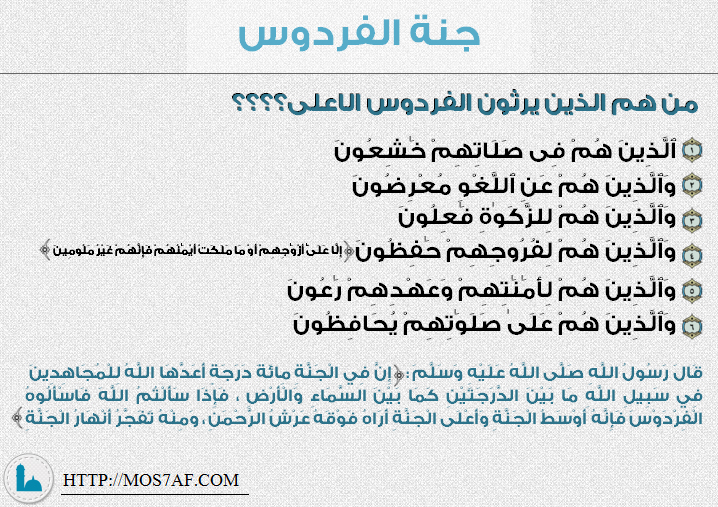 جنة الفردوس
من هم الذين يرثون الفردوس الاعلى؟؟؟؟
١ ٱلَّذِينَ هُمْ فِى صَلَاتِهِمْ خَٰشِعُونَ
٢ وَٱلَّذِينَ هُمْ عَنِ ٱللَّغْوِ مُعْرِضُونَ
٣ وَٱلَّذِينَ هُمْ لِلزَّكَوٰةِ فَٰعِلُونَ
٤ وَٱلَّذِينَ هُمْ لِفُرُوجِهِمْ حَٰفِظُونَ ﴿إِلَّا عَلَىٰٓ أَزْوَٰجِهِمْ أَوْ مَا مَلَكَتْ أَيْمَٰنُهُمْ فَإِنَّهُمْ غَيْرُ مَلُومِينَ﴾
٥ وَٱلَّذِينَ هُمْ لِأَمَٰنَٰتِهِمْ وَعَهْدِهِمْ رَٰعُونَ
٦ وَٱلَّذِينَ هُمْ عَلَىٰ صَلَوَٰتِهِمْ يُحَافِظُونَ
قَالَ رَسُولُ اللَّهِ صَلَّى اللَّهُ عَلَيْهِ وَسَلَّمَ :﴿إِنَّ فِي الْجَنَّةِ مِائَةَ دَرَجَةٍ أَعَدَّهَا اللَّهُ لِلْمُجَاهِدِينَ
فِي سَبِيلِ اللَّهِ مَا بَيْنَ الدَّرَجَتَيْنِ كَمَا بَيْنَ السَّمَاءِ وَالْأَرْضِ ، فَإِذَا سَأَلْتُمُ اللَّهَ فَاسْأَلُوهُ
الْفِرْدَوْسَ فَإِنَّهُ أَوْسَطُ الْجَنَّةِ وَأَعْلَى الْجَنَّةِ أُرَاهُ فَوْقَهُ عَرْشُ الرَّحْمَنِ، وَمِنْهُ تَفَجَّرُ أَنْهَارُ الْجَنَّةِ﴾
HTTP://MOS7AF.COM